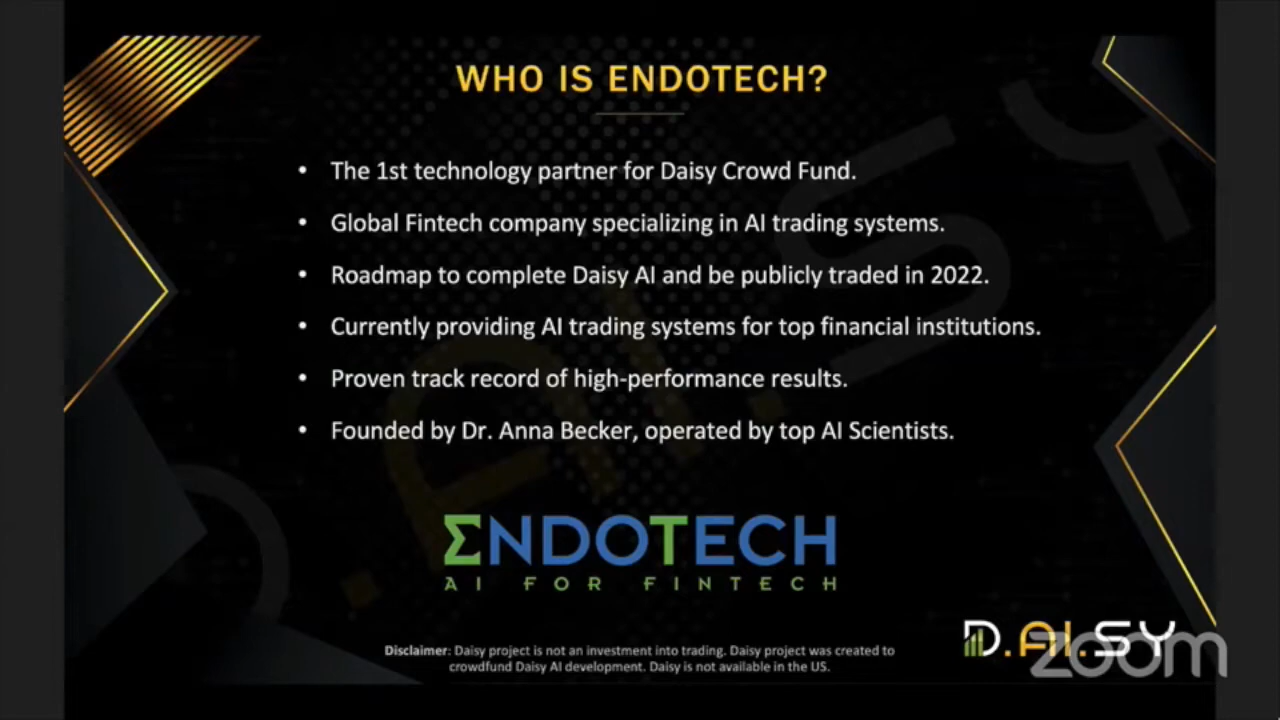 WHO IS ENDOTECH?
• The 1st technology partner for Daisy Crowd Fund.
• Global Fintech company specializing in AI trading systems.
• Roadmap to complete Daisy AI and be publicly traded in 2022.
• Currently providing AI trading systems for top financial institutions.
• Proven track record of high-performance results.
• Founded by Dr. Anna Becker, operated by top AI Scientists.
ΣNDOTECH
AI FOR FINTECH
Disclaimer: Daisy project is not an investment into trading. Daisy project was created to
crowdfund Daisy AI development. Daisy is not available in the US.
D.AI.SY
zoom